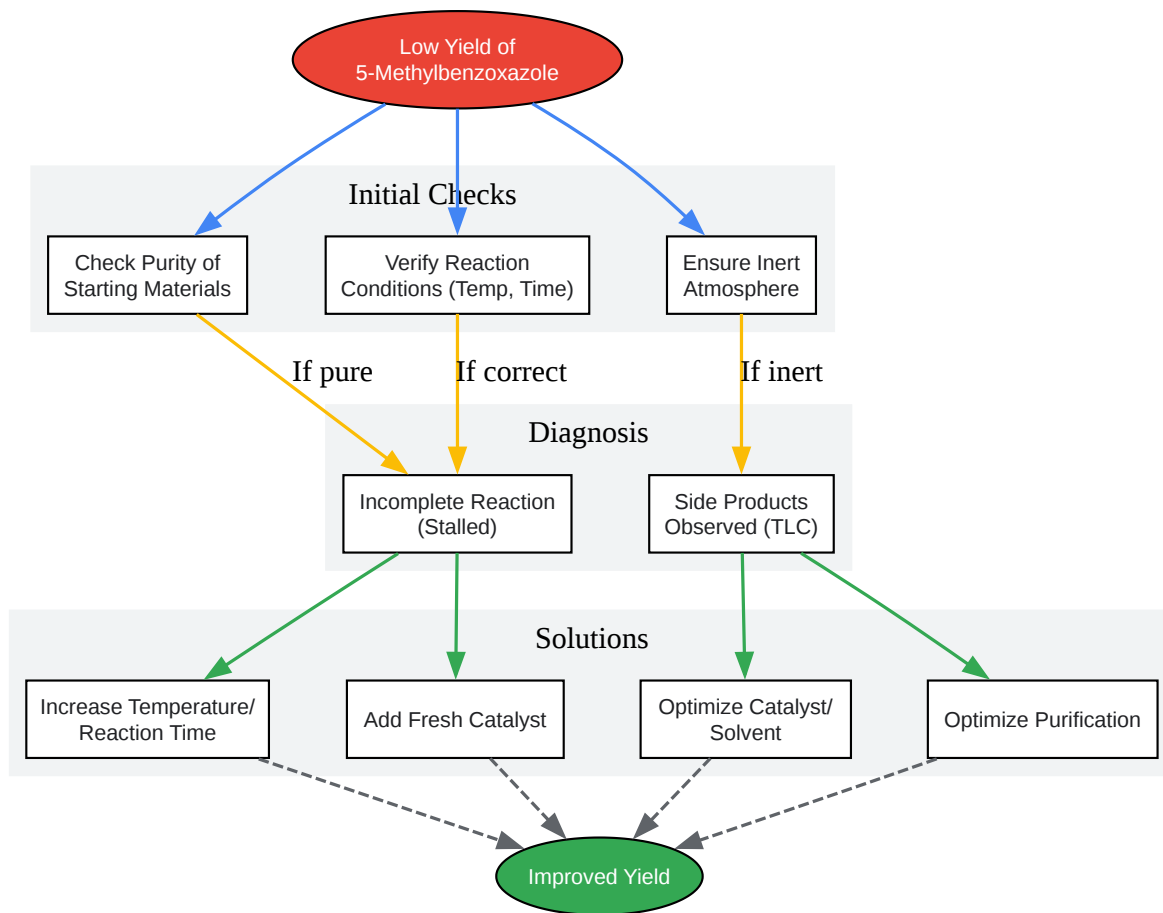 Low Yield of
5-Methylbenzoxazole
Initial Checks
Check Purity of
Starting Materials
Verify Reaction
Conditions (Temp, Time)
Ensure Inert
Atmosphere
If pure
If correct
If inert
Diagnosis
Incomplete Reaction
(Stalled)
Side Products
Observed (TLC)
Solutions
Increase Temperature/
Reaction Time
Add Fresh Catalyst
Optimize Catalyst/
Solvent
Optimize Purification
Improved Yield